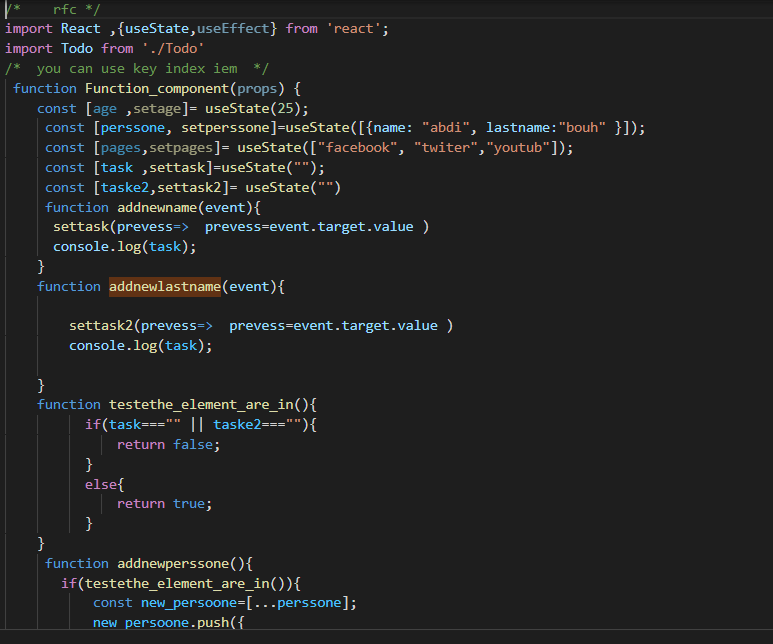 /*    rfc */
import React ,{useState,useEffect} from 'react';
import Todo from './Todo'
/*  you can use key index iem  */
 function Function_component(props) {
    const [age ,setage]= useState(25);
     const [perssone, setperssone]=useState([{name: "abdi", lastname:"bouh" }]);
     const [pages,setpages]= useState(["facebook", "twiter","youtub"]);
     const [task ,settask]=useState("");
     const [taske2,settask2]= useState("")
     function addnewname(event){
      settask(prevess=>  prevess=event.target.value )
      console.log(task);
    }
    function addnewlastname(event){
        settask2(prevess=>  prevess=event.target.value )
        console.log(task);
    }
    function testethe_element_are_in(){
          if(task==="" || taske2===""){
              return false;
          }
          else{
              return true;
          }
    }
     function addnewperssone(){
       if(testethe_element_are_in()){
           const new_persoone=[...perssone];
           new_persoone.push({